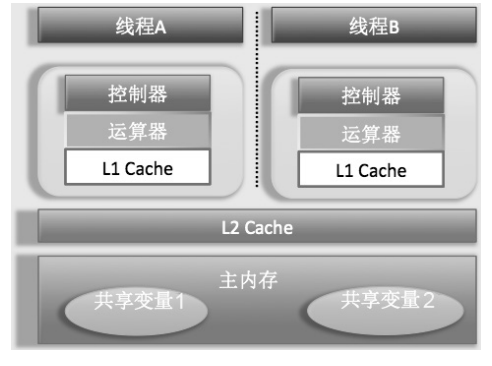 线程A
线程B
控制器
运算器
L1 Cache
控制器
运算器
L1 Cache
L2 Cache
主内存
共享变量1
共享变量2